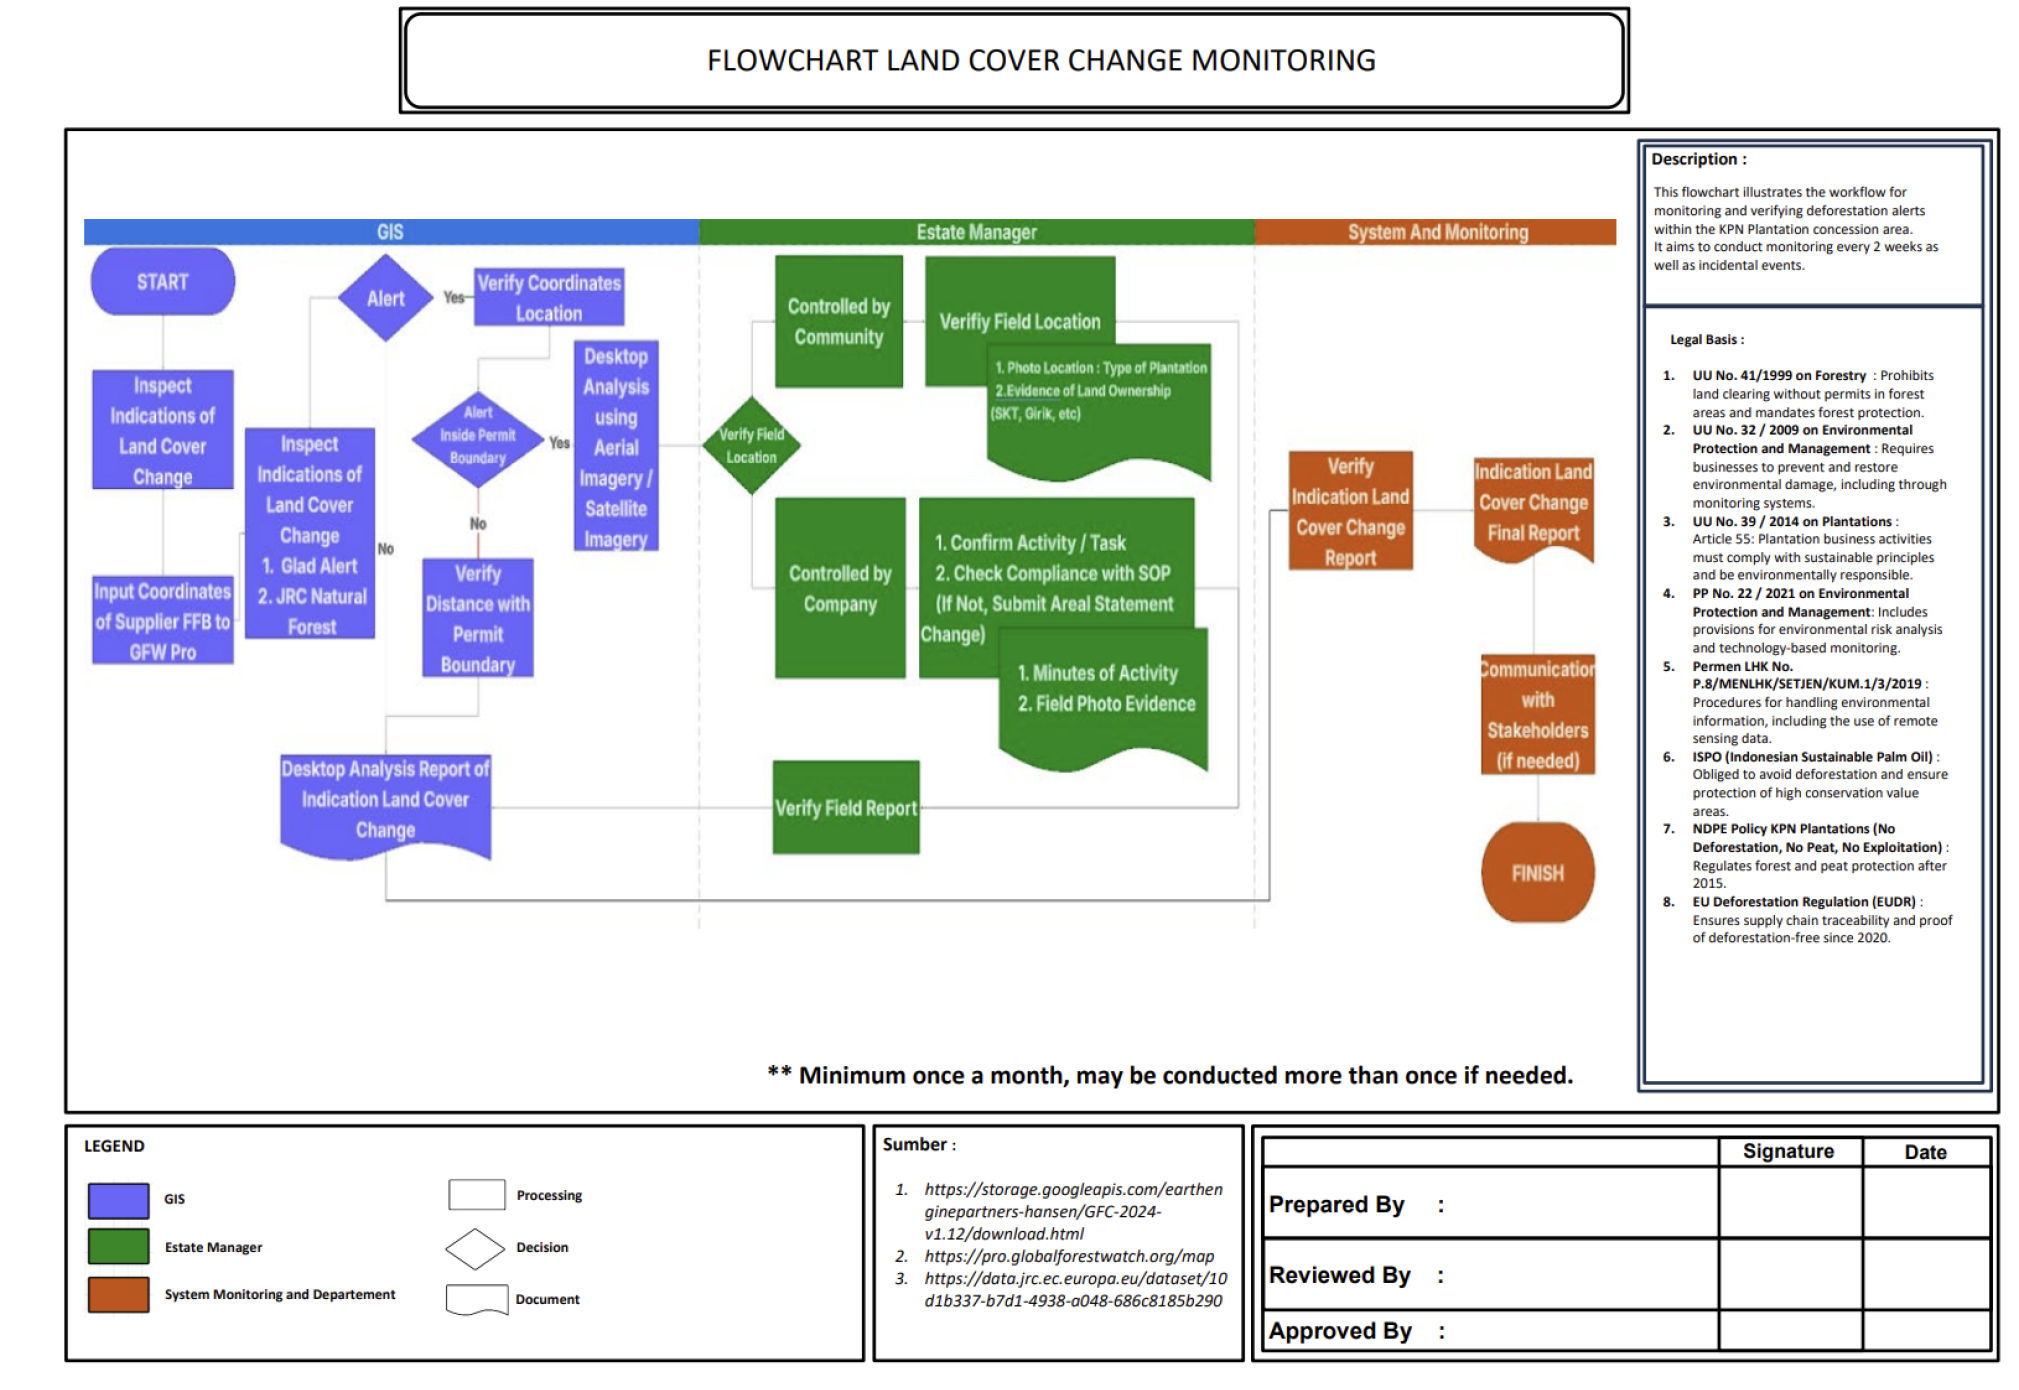 FLOWCHART LAND COVER CHANGE MONITORING
GIS
Estate Manager
System And Monitoring
START
Inspect
Indications of
Land Cover
Change
Input Coordinates
of Supplier FFB to
GFW Pro
Inspect
Indications of
Land Cover
Change
1. Glad Alert
2. JRC Natural
Forest
Alert
Yes
No
Verify Coordinates
Location
Alert
Inside Permit
Boundary
Yes
No
Verify
Distance with
Permit
Boundary
Desktop
Analysis
using
Aerial
Imagery /
Satellite
Imagery
Desktop Analysis Report of
Indication Land Cover
Change
Verify Field
Location
Controlled by
Community
Verifiy Field Location
1. Photo Location : Type of Plantation
2.Evidence of Land Ownership
(SKT, Girik, etc)
Controlled by
Company
1. Confirm Activity / Task
2. Check Compliance with SOP
(If Not, Submit Areal Statement
Change)
1. Minutes of Activity
2. Field Photo Evidence
Verify Field Report
Verify
Indication Land
Cover Change
Report
Indication Land
Cover Change
Final Report
Communication
with
Stakeholders
(if needed)
FINISH
** Minimum once a month, may be conducted more than once if needed.
Description :
This flowchart illustrates the workflow for
monitoring and verifying deforestation alerts
within the KPN Plantation concession area.
It aims to conduct monitoring every 2 weeks as
well as incidental events.
Legal Basis :
1. UU No. 41/1999 on Forestry : Prohibits
land clearing without permits in forest
areas and mandates forest protection.
2. UU No. 32 / 2009 on Environmental
Protection and Management : Requires
businesses to prevent and restore
environmental damage, including through
monitoring systems.
3. UU No. 39 / 2014 on Plantations :
Article 55: Plantation business activities
must comply with sustainable principles
and be environmentally responsible.
4. PP No. 22 / 2021 on Environmental
Protection and Management: Includes
provisions for environmental risk analysis
and technology-based monitoring.
5. Permen LHK No.
P.8/MENLHK/SETJEN/KUM.1/3/2019 :
Procedures for handling environmental
information, including the use of remote
sensing data.
6. ISPO (Indonesian Sustainable Palm Oil) :
Obliged to avoid deforestation and ensure
protection of high conservation value
areas.
7. NDPE Policy KPN Plantations (No
Deforestation, No Peat, No Exploitation) :
Regulates forest and peat protection after
2015.
8. EU Deforestation Regulation (EUDR) :
Ensures supply chain traceability and proof
of deforestation-free since 2020.
LEGEND
GIS
Estate Manager
System Monitoring and Departement
Processing
Decision
Document
Sumber :
1. https://storage.googleapis.com/earthen
ginepartners-hansen/GFC-2024-
v1.12/download.html
2. https://pro.globalforestwatch.org/map
3. https://data.jrc.ec.europa.eu/dataset/10
d1b337-b7d1-4938-a048-686c8185b290
Signature
Date
Prepared By :
Reviewed By :
Approved By :